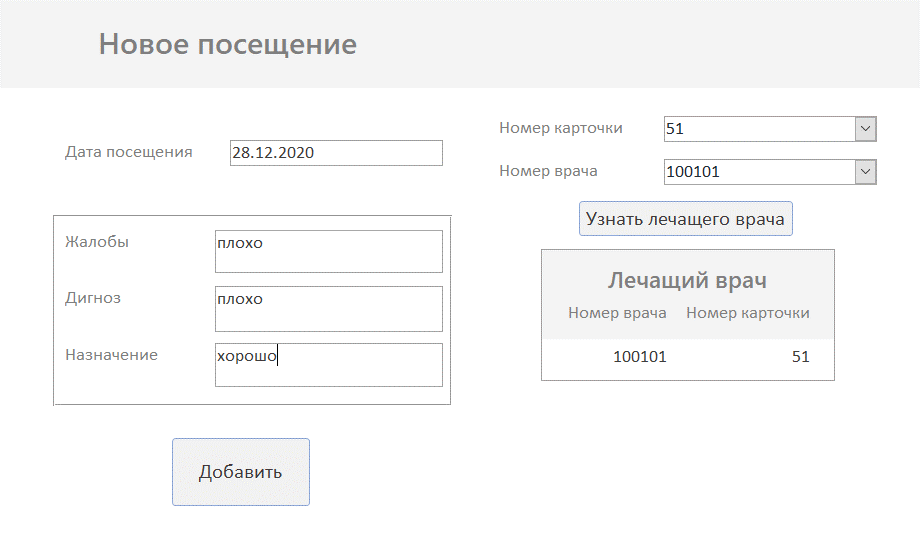 Новое посещение
Дата посещения 28.12.2020
Жалобы плохо
Дигноз плохо
Назначение хорошо
Добавить
Номер карточки 51
Номер врача 100101
Узнать лечащего врача
Лечащий врач
Номер врача Номер карточки
100101 51